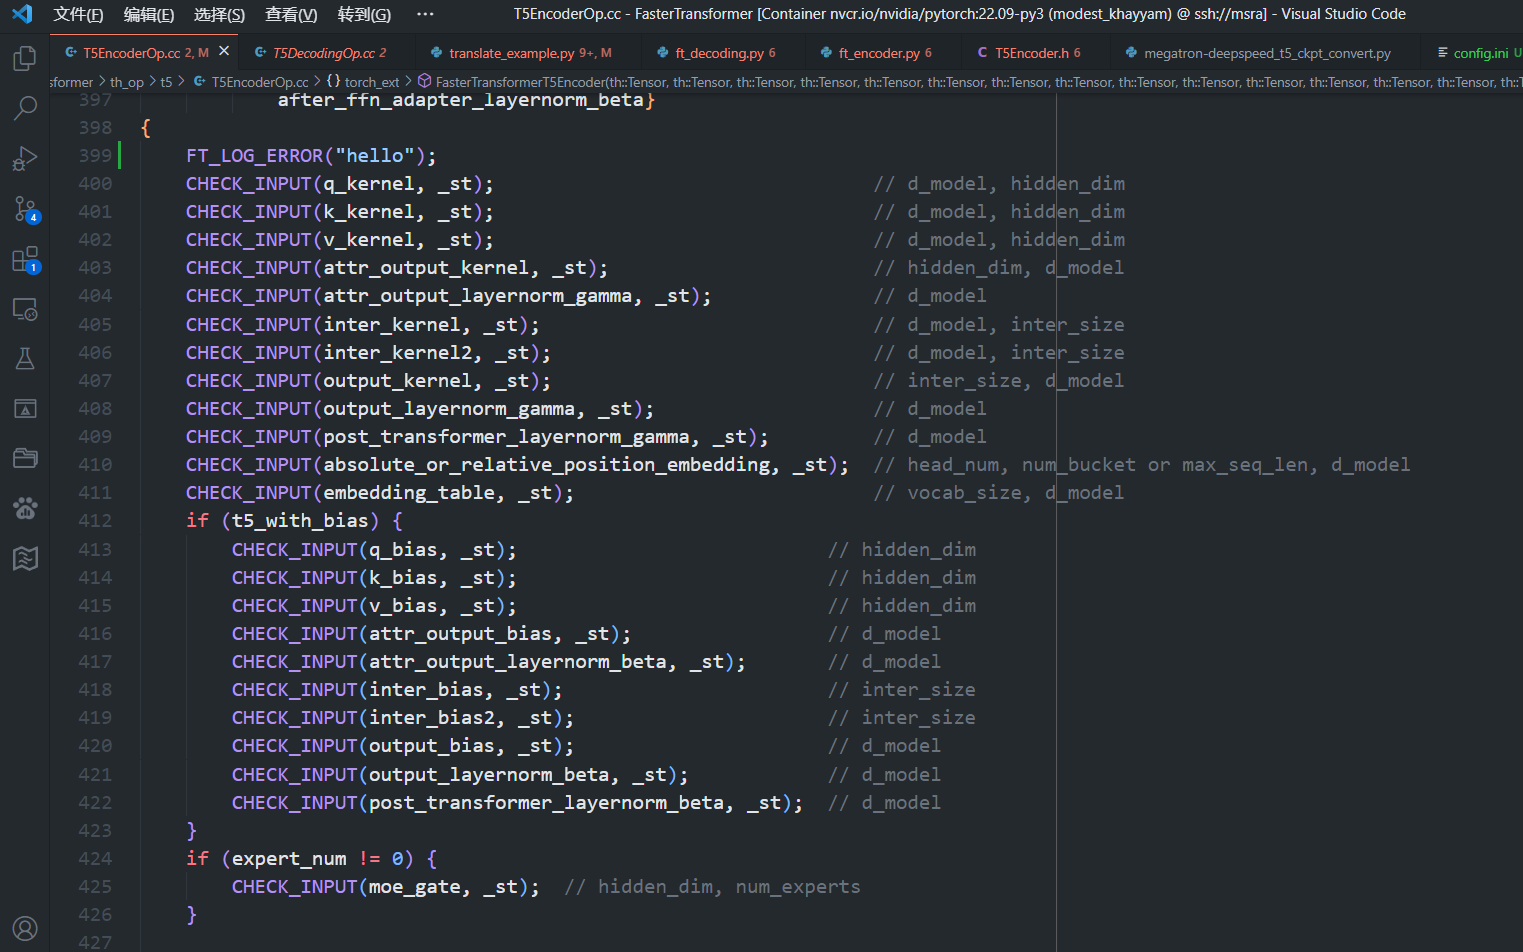 文件(F) 编辑(E) 选择(S) 查看(V) 转到(G) ··· T5EncoderOp.cc - FasterTransformer [Container nvcr.io/nvidia/pytorch:22.09-py3 (modest_khayyam) @ ssh://msra] - Visual Studio Code
T5EncoderOp.cc 2, M T5DecodingOp.cc 2 translate_example.py 9+, M ft_decoding.py 6 ft_encoder.py 6 T5Encoder.h 6 megatron-deepspeed_t5_ckpt_convert.py config.ini U
sformer > th_op > t5 > T5EncoderOp.cc > {} torch_ext > FasterTransformerT5Encoder(th::Tensor, th::Tensor, th::Tensor, th::Tensor, th::Tensor, th::Tensor, th::Tensor, th::Tensor, th::Tensor, th::Tensor, th::Tensor, th::Tensor, th::Tensor, th::
397 after_ffn_adapter_layernorm_beta}
398 {
399 FT_LOG_ERROR("hello");
400 CHECK_INPUT(q_kernel, _st); // d_model, hidden_dim
401 CHECK_INPUT(k_kernel, _st); // d_model, hidden_dim
402 CHECK_INPUT(v_kernel, _st); // d_model, hidden_dim
403 CHECK_INPUT(attr_output_kernel, _st); // hidden_dim, d_model
404 CHECK_INPUT(attr_output_layernorm_gamma, _st); // d_model
405 CHECK_INPUT(inter_kernel, _st); // d_model, inter_size
406 CHECK_INPUT(inter_kernel2, _st); // d_model, inter_size
407 CHECK_INPUT(output_kernel, _st); // inter_size, d_model
408 CHECK_INPUT(output_layernorm_gamma, _st); // d_model
409 CHECK_INPUT(post_transformer_layernorm_gamma, _st); // d_model
410 CHECK_INPUT(absolute_or_relative_position_embedding, _st); // head_num, num_bucket or max_seq_len, d_model
411 CHECK_INPUT(embedding_table, _st); // vocab_size, d_model
412 if (t5_with_bias) {
413 CHECK_INPUT(q_bias, _st); // hidden_dim
414 CHECK_INPUT(k_bias, _st); // hidden_dim
415 CHECK_INPUT(v_bias, _st); // hidden_dim
416 CHECK_INPUT(attr_output_bias, _st); // d_model
417 CHECK_INPUT(attr_output_layernorm_beta, _st); // d_model
418 CHECK_INPUT(inter_bias, _st); // inter_size
419 CHECK_INPUT(inter_bias2, _st); // inter_size
420 CHECK_INPUT(output_bias, _st); // d_model
421 CHECK_INPUT(output_layernorm_beta, _st); // d_model
422 CHECK_INPUT(post_transformer_layernorm_beta, _st); // d_model
423 }
424 if (expert_num != 0) {
425 CHECK_INPUT(moe_gate, _st); // hidden_dim, num_experts
426 }
427
4
1